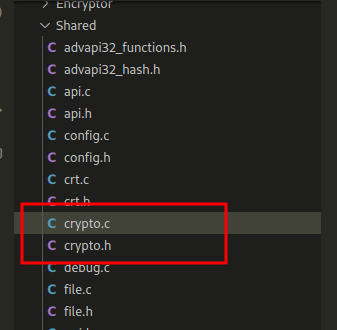 Encryptor
Shared
advapi32_functions.h
advapi32_hash.h
api.c
api.h
config.c
config.h
crt.c
crt.h
crypto.c
crypto.h
debug.c
file.c
file.h